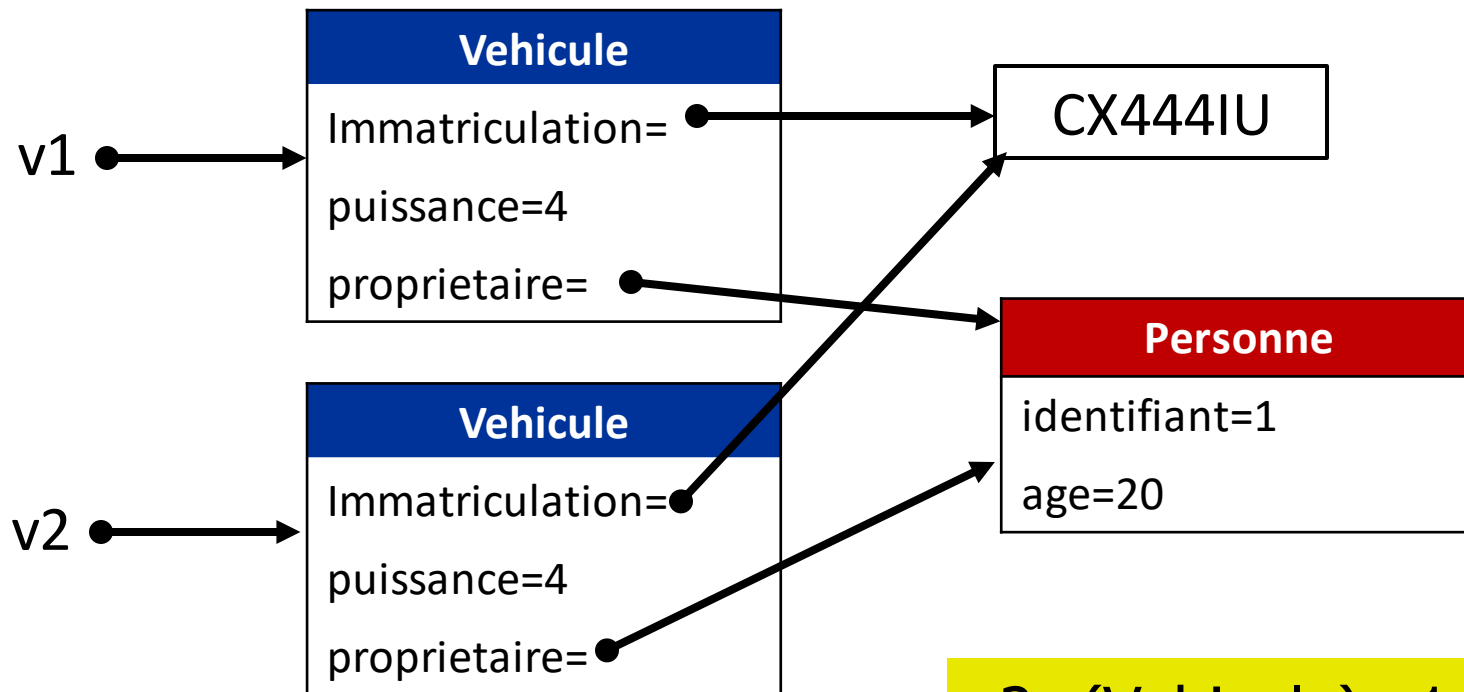 Vehicule
Immatriculation=
puissance=4
proprietaire=
v1
CX444IU
Personne
identifiant=1
age=20
Vehicule
Immatriculation=
puissance=4
proprietaire=
v2